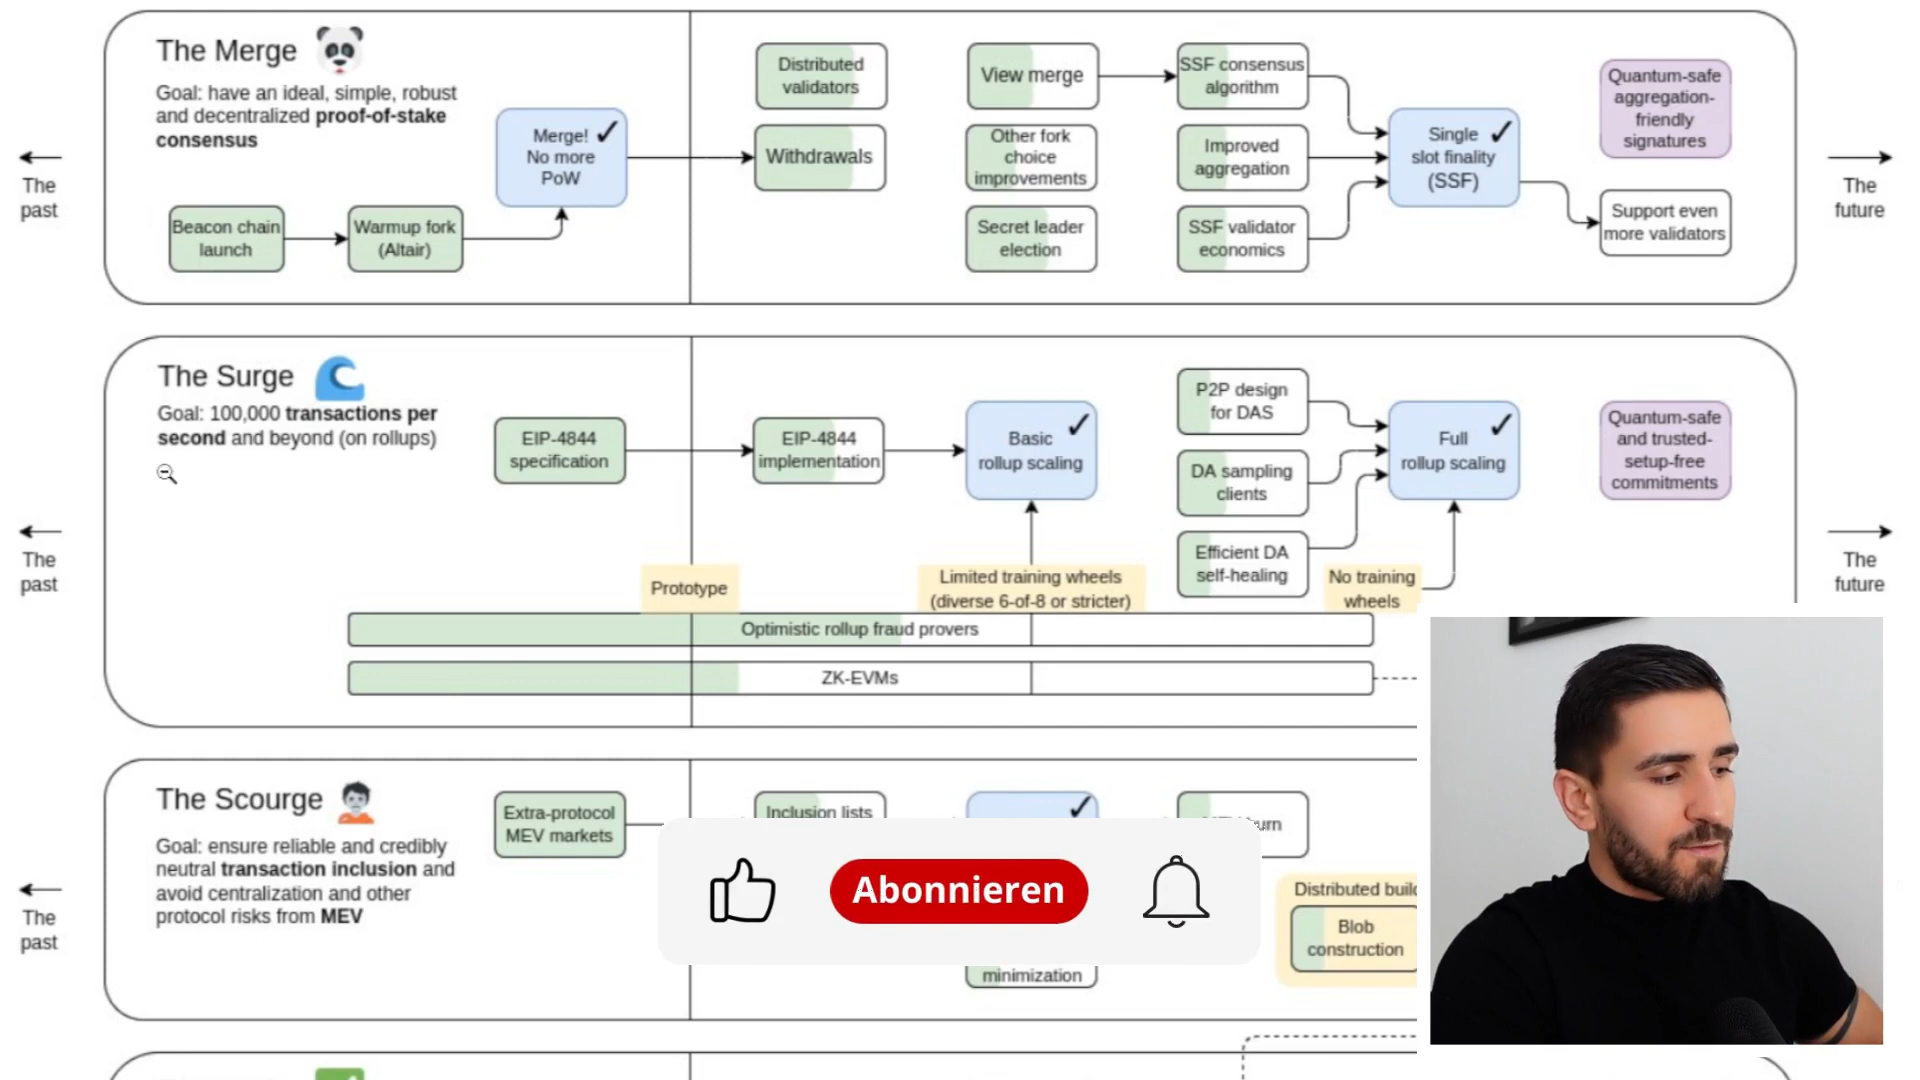 The Merge
Goal: have an ideal, simple, robust
and decentralized proof-of-stake
consensus
The
past
Beacon chain
launch
Warmup fork
(Altair)
Merge!
No more
PoW
Distributed
validators
Withdrawals
View merge
Other fork
choice
improvements
Secret leader
election
SSF consensus
algorithm
Improved
aggregation
SSF validator
economics
Single
slot finality
(SSF)
Quantum-safe
aggregation-
friendly
signatures
Support even
more validators
The
future
The Surge
Goal: 100,000 transactions per
second and beyond (on rollups)
The
past
EIP-4844
specification
EIP-4844
implementation
Basic
rollup scaling
P2P design
for DAS
DA sampling
clients
Efficient DA
self-healing
Full
rollup scaling
Quantum-safe
and trusted-
setup-free
commitments
The
future
Prototype
Limited training wheels
(diverse 6-of-8 or stricter)
No training
wheels
Optimistic rollup fraud provers
ZK-EVMs
The Scourge
Goal: ensure reliable and credibly
neutral transaction inclusion and
avoid centralization and other
protocol risks from MEV
The
past
Extra-protocol
MEV markets
Inclusion lists
minimization
Distributed
Blob
construction
Abonnieren